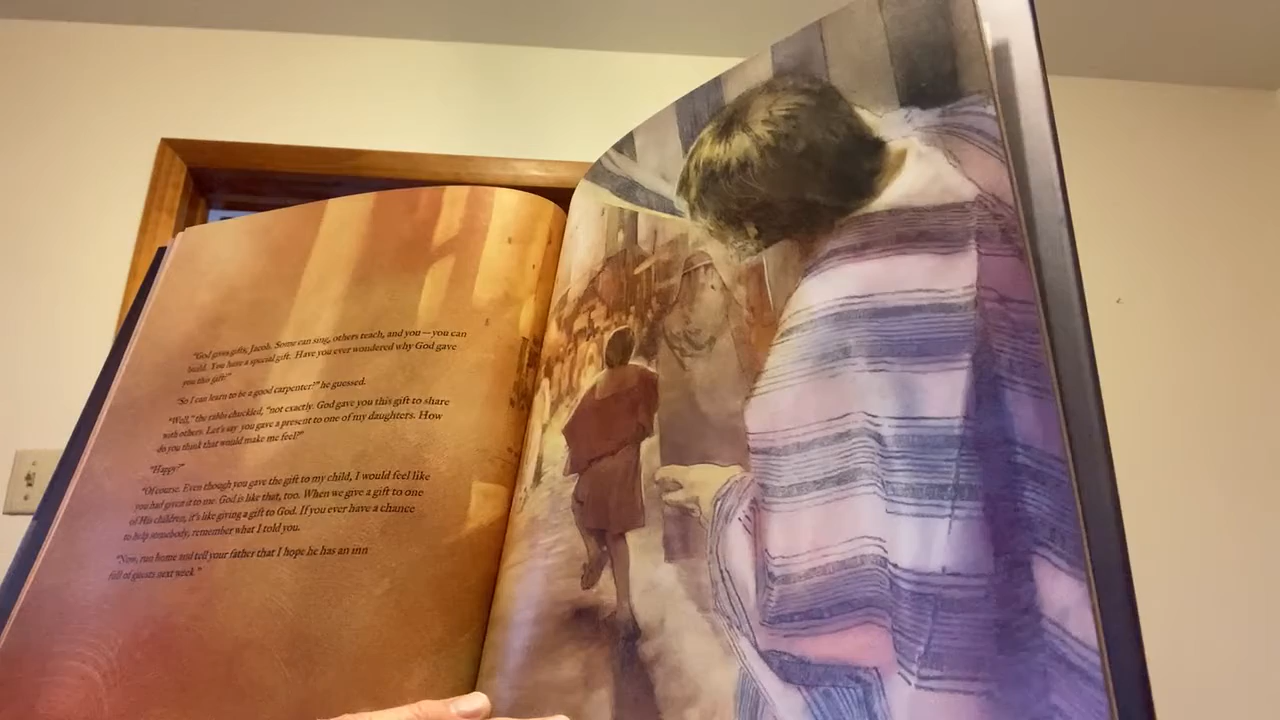 "God gives gifts, Jacob. Some can sing, others teach, and you—you can
build. You have a special gift. Have you ever wondered why God gave
you this gift?"
"So I can learn to be a good carpenter?" he guessed.
"Well," the rabbi chuckled, "not exactly. God gave you this gift to share
with others. Let's say you gave a present to one of my daughters. How
do you think that would make me feel?"
"Happy?"
"Of course. Even though you gave the gift to my child, I would feel like
you had given it to me. God is like that, too. When we give a gift to one
of His children, it's like giving a gift to God. If you ever have a chance
to help somebody, remember what I told you.
"Now, run home and tell your father that I hope he has an inn
full of guests next week."